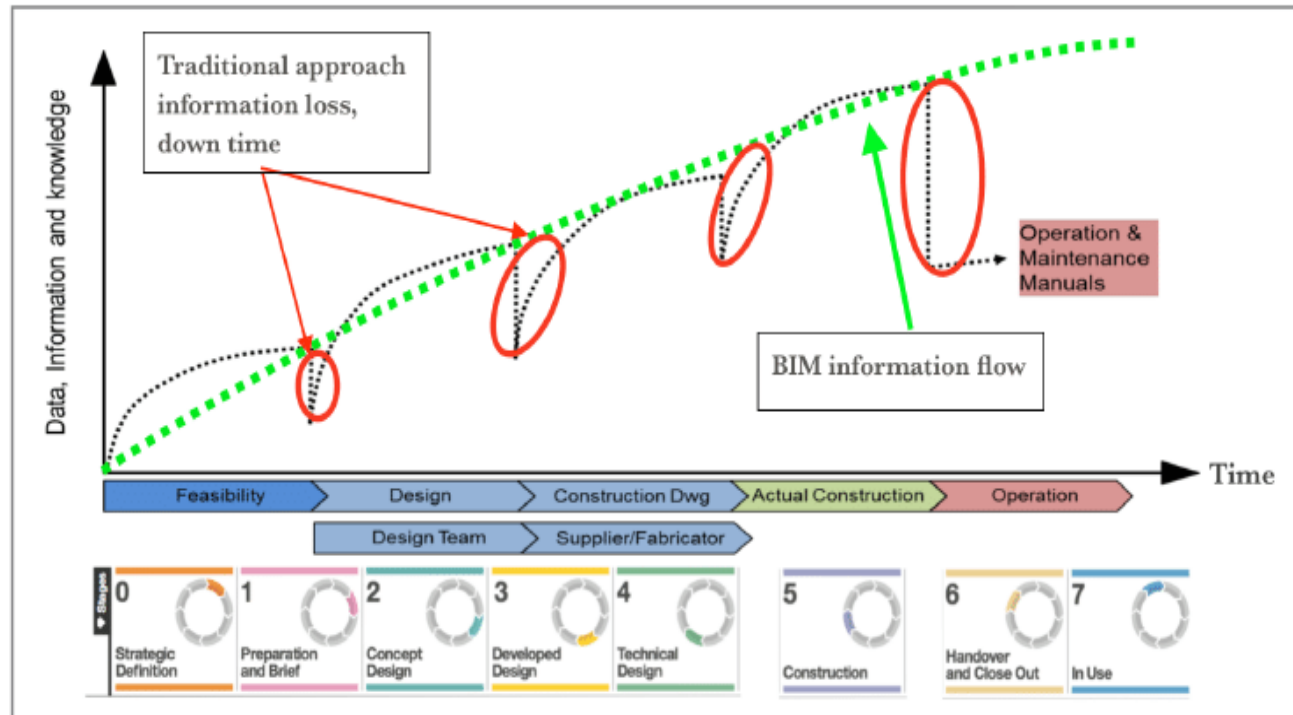 Traditional approach
information loss,
down time
Data, Information and knowledge
Operation &
Maintenance
Manuals
BIM information flow
Time
Feasibility
Design
Construction Dwg
Actual Construction
Operation
Design Team
Supplier/Fabricator
Stages
0
Strategic
Definition
1
Preparation
and Brief
2
Concept
Design
3
Developed
Design
4
Technical
Design
5
Construction
6
Handover
and Close Out
7
In Use